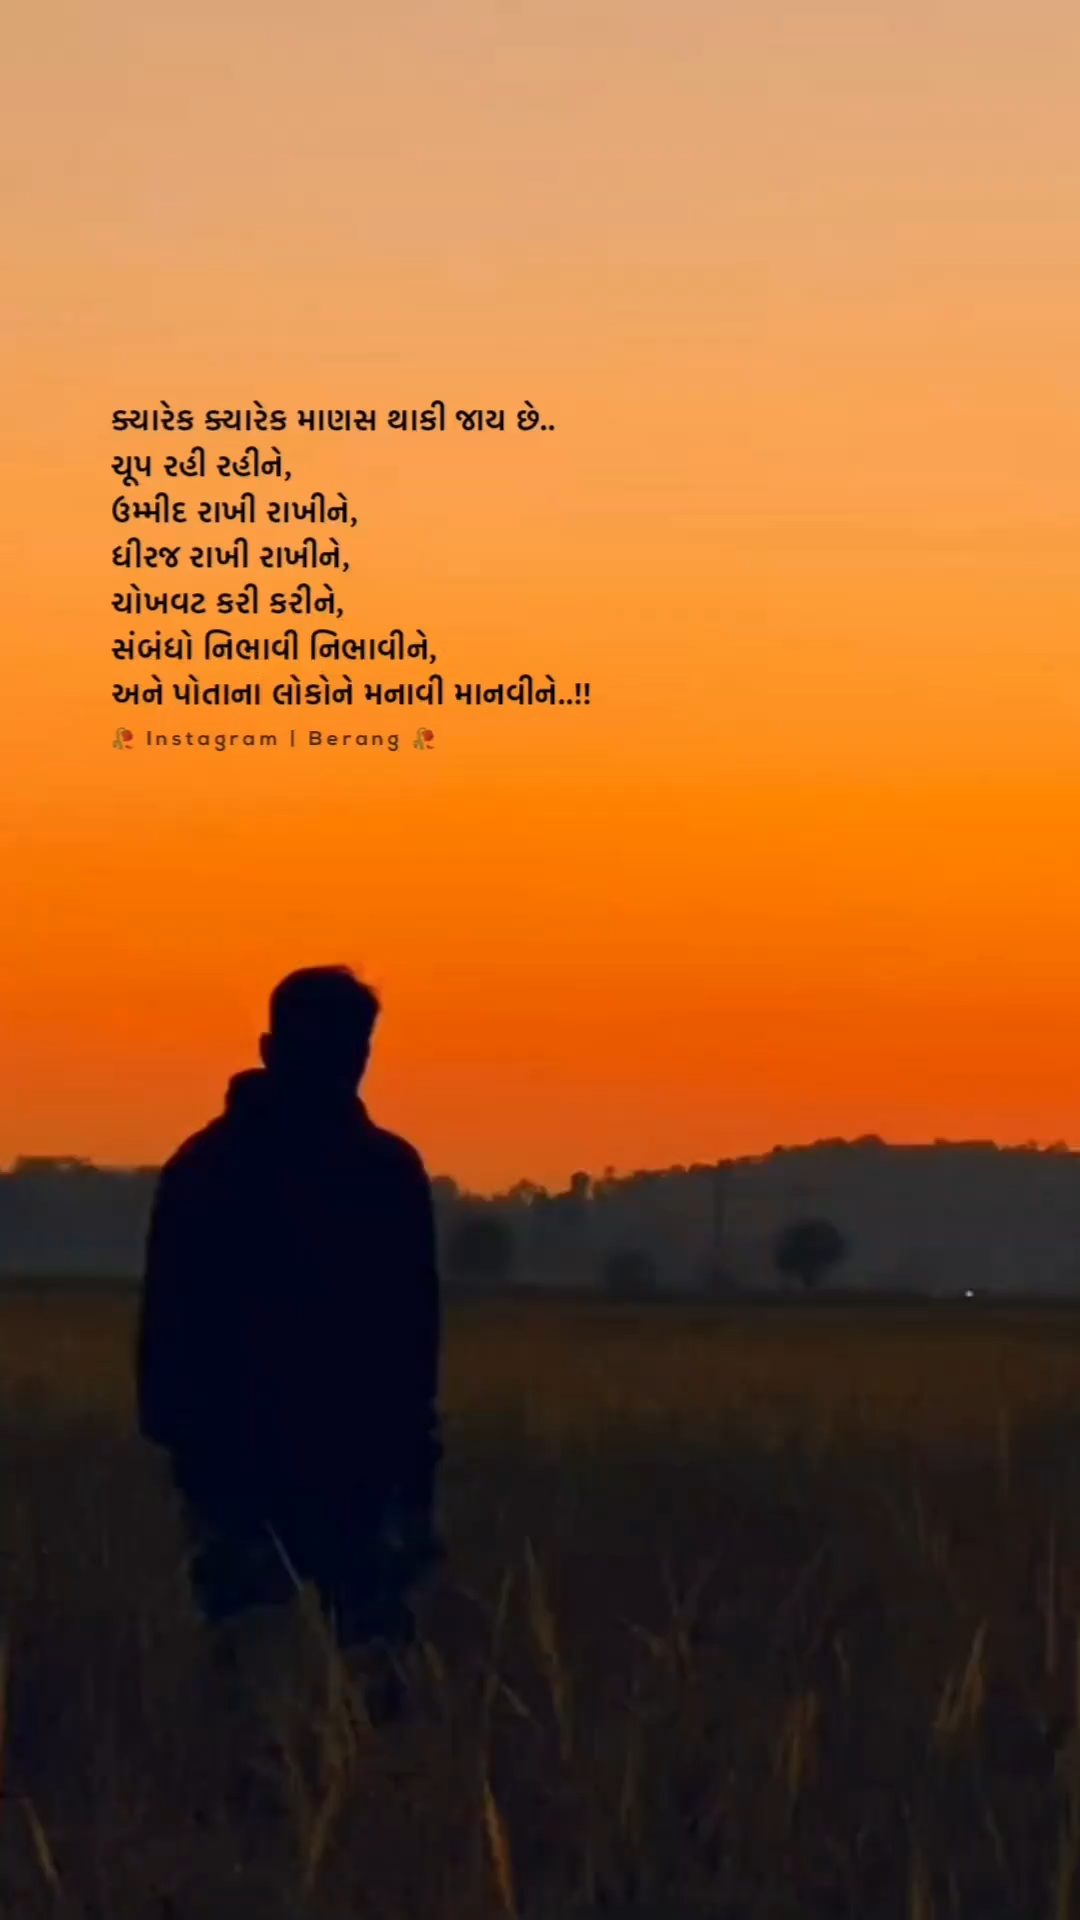 ક્યારેક ક્યારેક માણસ થાકી જાય છે..
ચૂપ રહી રહીને,
ઉમ્મીદ રાખી રાખીને,
ધીરજ રાખી રાખીને,
ચોખવટ કરી કરીને,
સંબંધો નિભાવી નિભાવીને,
અને પોતાના લોકોને મનાવી માનવીને..!!
🥀 Instagram | Berang 🥀